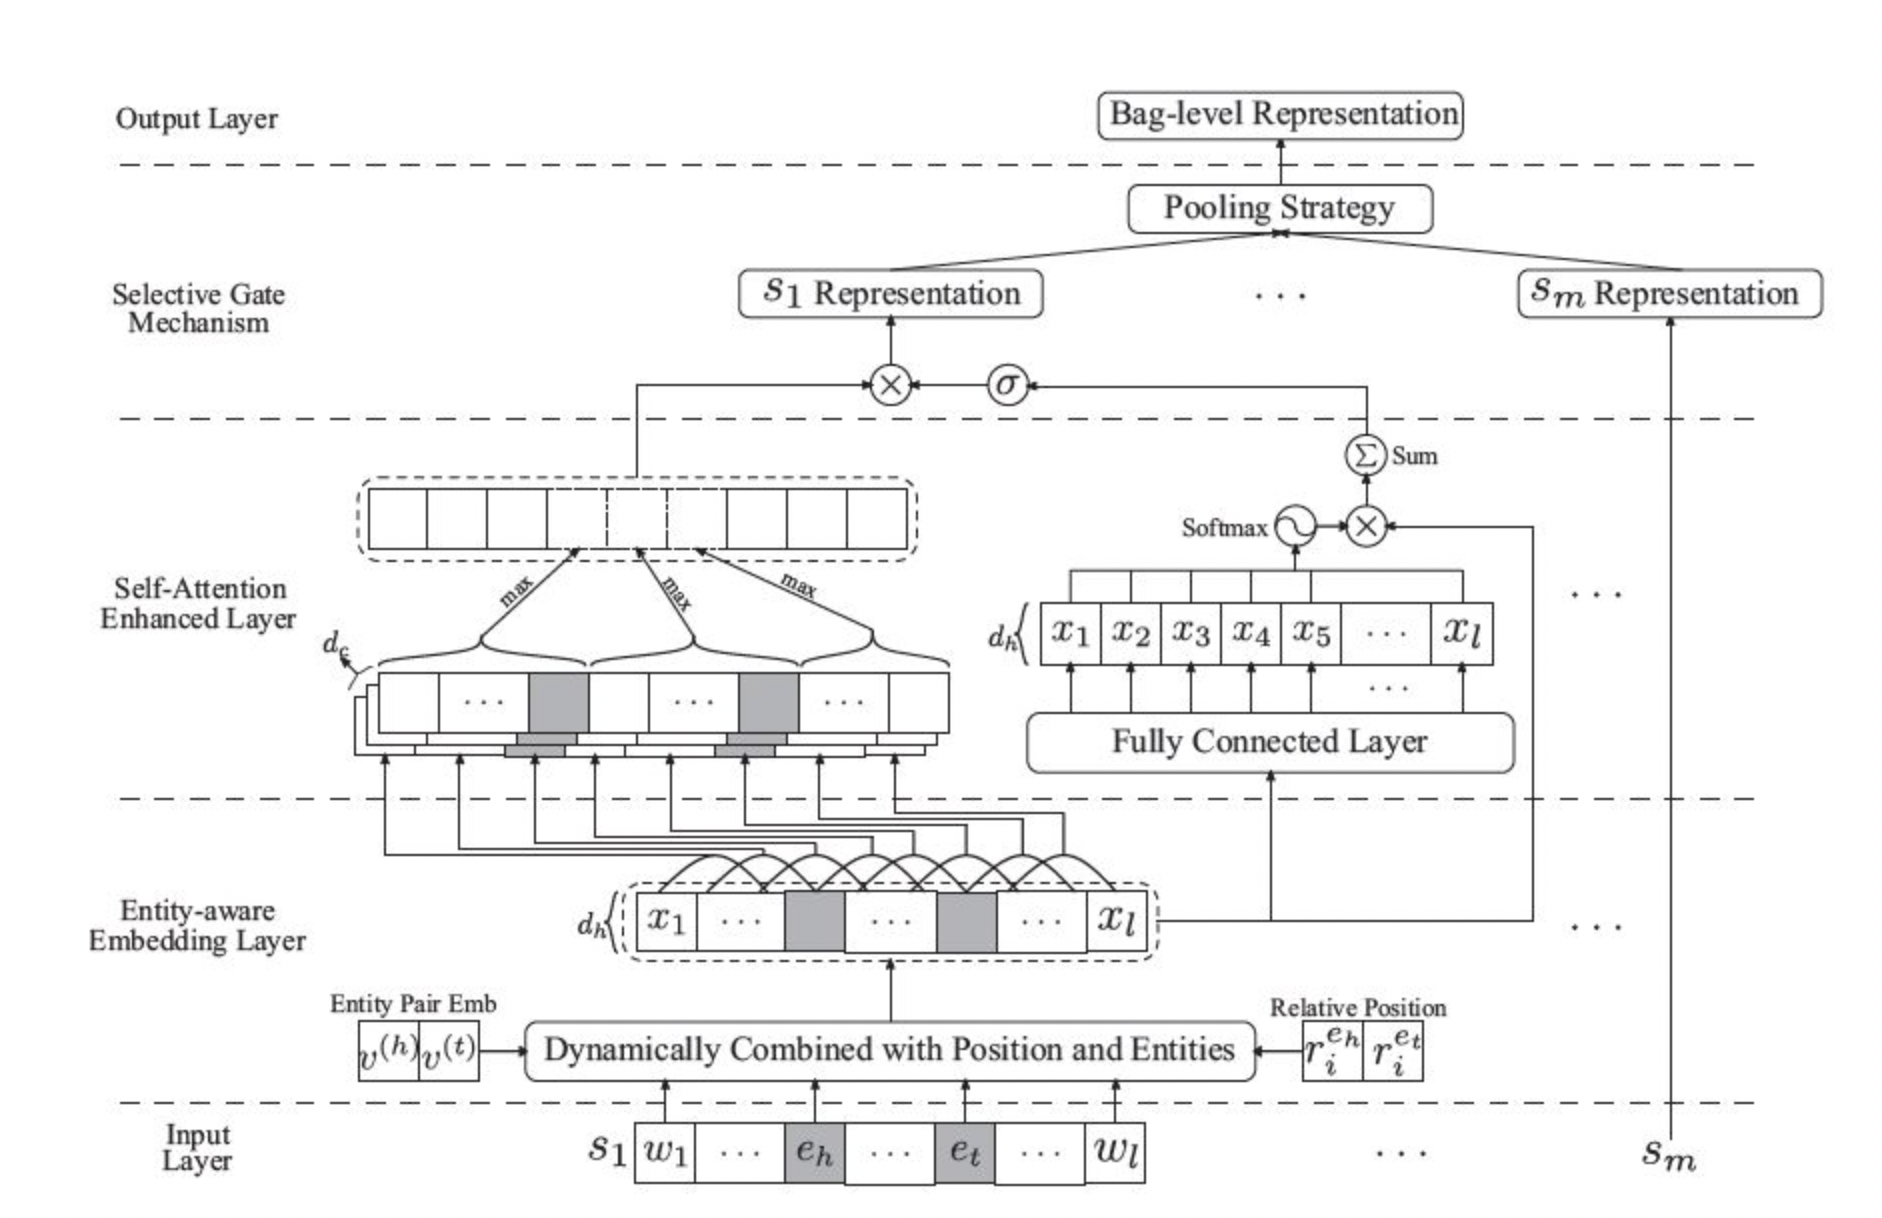 Output Layer
Bag-level Representation
Pooling Strategy
Selective Gate
Mechanism
s1 Representation
· · ·
sm Representation
× σ
Σ Sum
Softmax ×
Self-Attention
Enhanced Layer
max max max
dc
dh x1 x2 x3 x4 x5 · · · xl
· · ·
· · · · · · · · ·
· · ·
Fully Connected Layer
Entity-aware
Embedding Layer
dh x1 · · · · · · · · · xl
· · ·
Entity Pair Emb
v(h) v(t)
Dynamically Combined with Position and Entities
Relative Position
r_i^{e_h} r_i^{e_t}
Input
Layer
s1 w1 · · · eh · · · et · · · wl
· · ·
sm